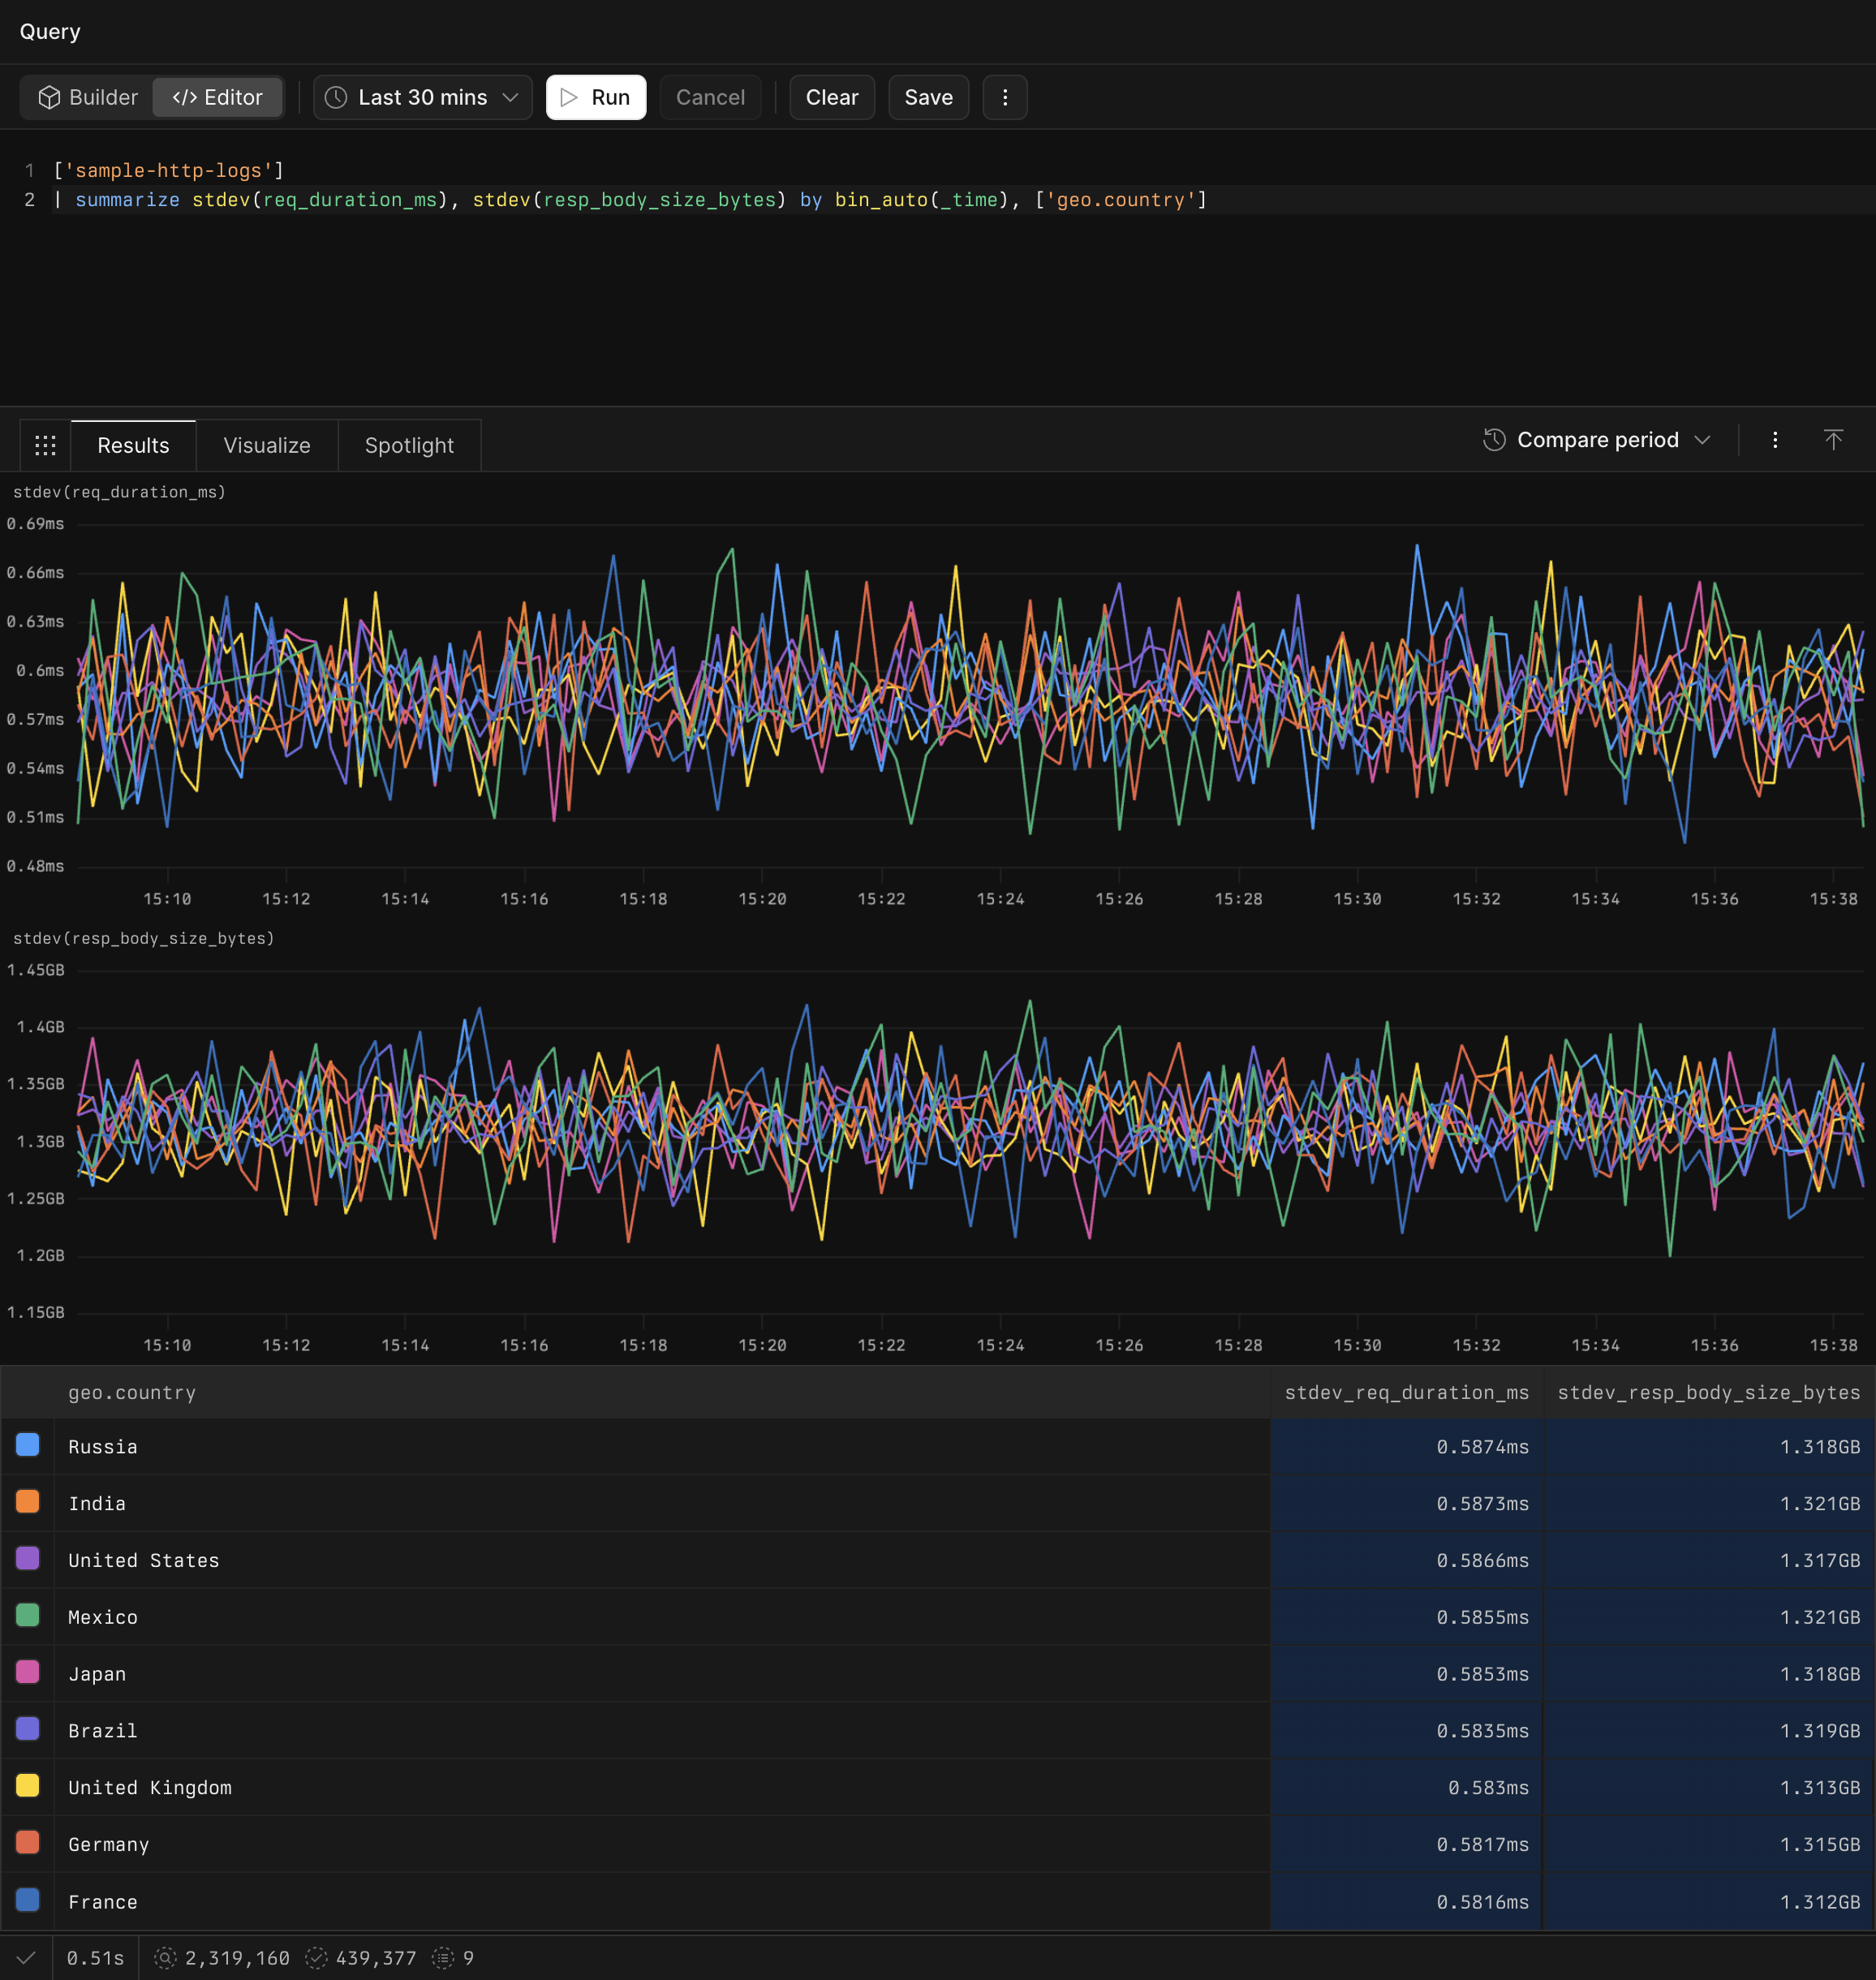 Query
Builder </> Editor Last 30 mins Run Cancel Clear Save
1 ['sample-http-logs']
2 | summarize stdev(req_duration_ms), stdev(resp_body_size_bytes) by bin_auto(_time), ['geo.country']
Results Visualize Spotlight Compare period
stdev(req_duration_ms)
0.69ms
0.66ms
0.63ms
0.6ms
0.57ms
0.54ms
0.51ms
0.48ms
15:10 15:12 15:14 15:16 15:18 15:20 15:22 15:24 15:26 15:28 15:30 15:32 15:34 15:36 15:38
stdev(resp_body_size_bytes)
1.45GB
1.4GB
1.35GB
1.3GB
1.25GB
1.2GB
1.15GB
15:10 15:12 15:14 15:16 15:18 15:20 15:22 15:24 15:26 15:28 15:30 15:32 15:34 15:36 15:38
geo.country stdev_req_duration_ms stdev_resp_body_size_bytes
Russia 0.5874ms 1.318GB
India 0.5873ms 1.321GB
United States 0.5866ms 1.317GB
Mexico 0.5855ms 1.321GB
Japan 0.5853ms 1.318GB
Brazil 0.5835ms 1.319GB
United Kingdom 0.583ms 1.313GB
Germany 0.5817ms 1.315GB
France 0.5816ms 1.312GB
0.51s 2,319,160 439,377 9